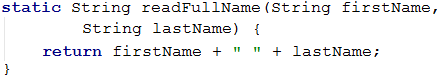 static String readFullName(String firstName,
        String lastName) {
    return firstName + " " + lastName;
}